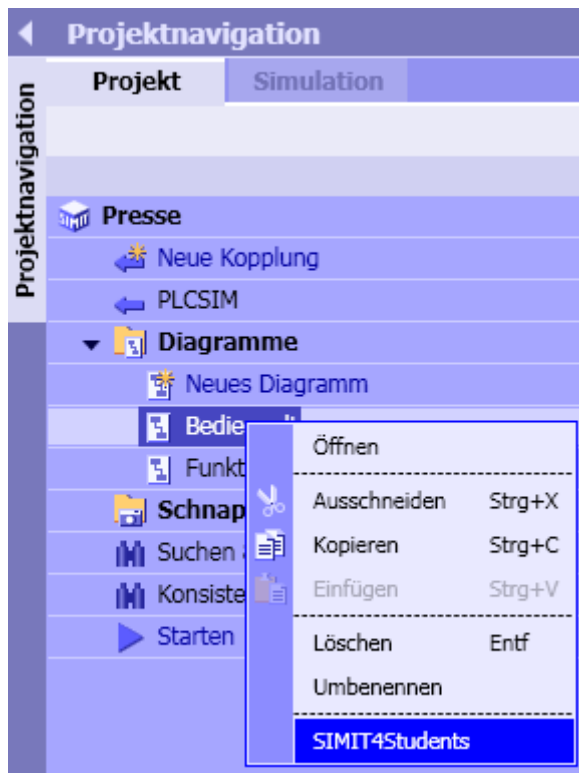 Projektnavigation
Projektnavigation
Projekt Simulation
Presse
Neue Kopplung
PLCSIM
Diagramme
Neues Diagramm
Öffnen
Ausschneiden Strg+X
Kopieren Strg+C
Einfügen Strg+V
Starten
Löschen Entf
Umbenennen
SIMIT4Students